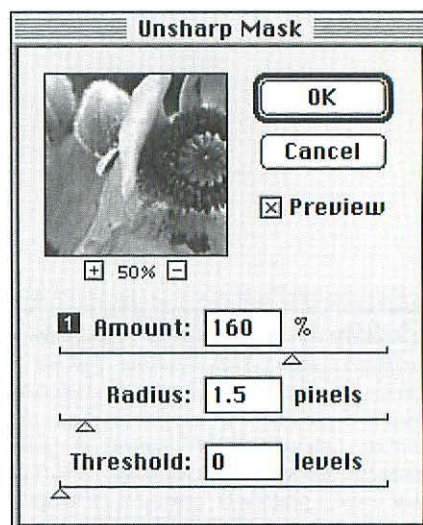 Unsharp Mask
OK
Cancel
Preview
50%
1 Amount: 160 %
Radius: 1.5 pixels
Threshold: 0 levels